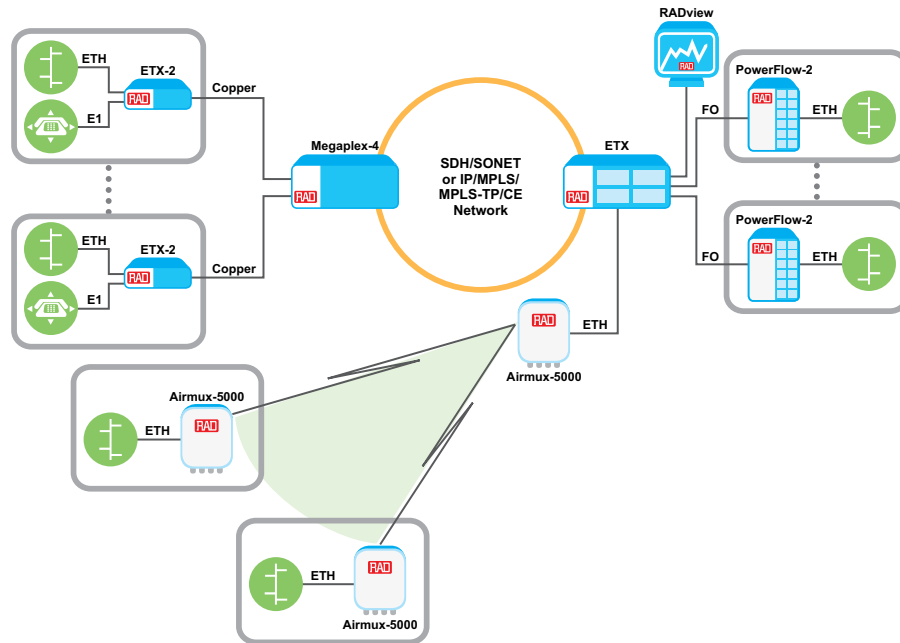 RADview
ETH
ETX-2
RAD
E1
Copper
Megaplex-4
RAD
SDH/SONET
or IP/MPLS/
MPLS-TP/CE
Network
ETX
RAD
RAD
FO
PowerFlow-2
RAD
ETH
ETH
ETX-2
RAD
E1
Copper
FO
PowerFlow-2
RAD
ETH
RAD
ETH
Airmux-5000
Airmux-5000
RAD
ETH
RAD
ETH
Airmux-5000